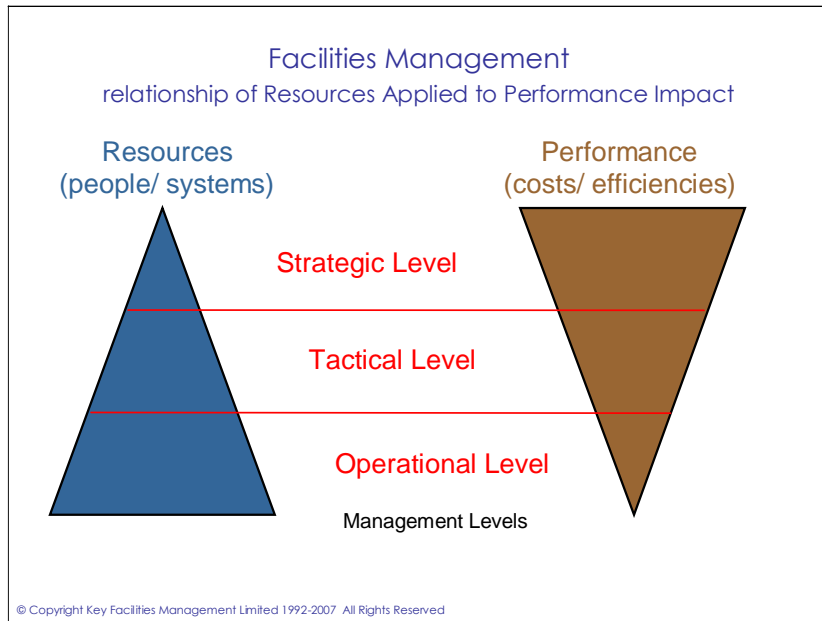 Facilities Management
relationship of Resources Applied to Performance Impact
Resources
(people/ systems)
Performance
(costs/ efficiencies)
Strategic Level
Tactical Level
Operational Level
Management Levels
© Copyright Key Facilities Management Limited 1992-2007 All Rights Reserved